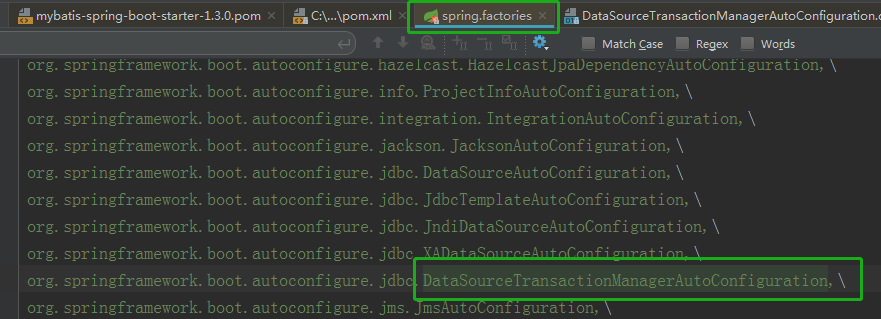 mybatis-spring-boot-starter-1.3.0.pom
C:\...\pom.xml
spring.factories
DataSourceTransactionManagerAutoConfiguration.c
Match Case
Regex
Words
org.springframework.boot.autoconfigure.hazelcast.HazelcastJpaDependencyAutoConfiguration,\
org.springframework.boot.autoconfigure.info.ProjectInfoAutoConfiguration,\
org.springframework.boot.autoconfigure.integration.IntegrationAutoConfiguration,\
org.springframework.boot.autoconfigure.jackson.JacksonAutoConfiguration,\
org.springframework.boot.autoconfigure.jdbc.DataSourceAutoConfiguration,\
org.springframework.boot.autoconfigure.jdbc.JdbcTemplateAutoConfiguration,\
org.springframework.boot.autoconfigure.jdbc.JndiDataSourceAutoConfiguration,\
org.springframework.boot.autoconfigure.jdbc.XADataSourceAutoConfiguration,\
org.springframework.boot.autoconfigure.jdbc.DataSourceTransactionManagerAutoConfiguration,\
org.springframework.boot.autoconfigure.jms.JmsAutoConfiguration,\